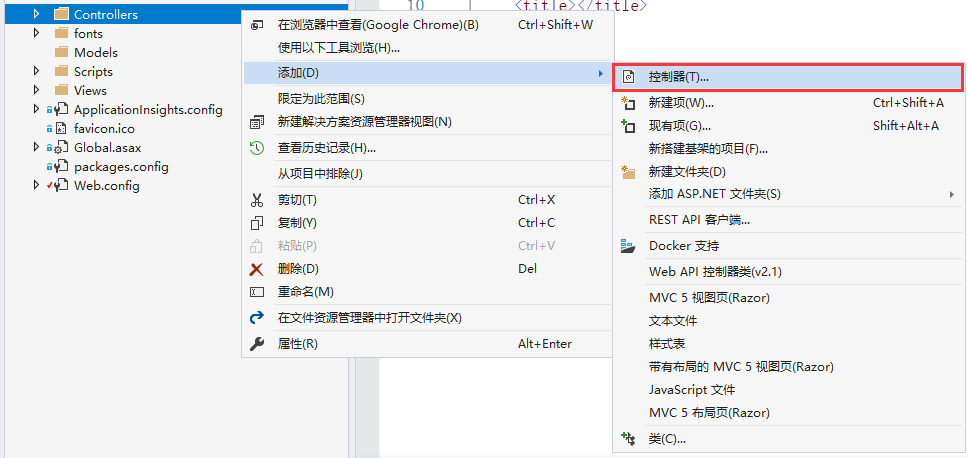 Controllers
fonts
Models
Scripts
Views
ApplicationInsights.config
favicon.ico
Global.asax
packages.config
Web.config
10 <title></title>
在浏览器中查看(Google Chrome)(B) Ctrl+Shift+W
使用以下工具浏览(H)...
添加(D)
限定为此范围(S)
新建解决方案资源管理器视图(N)
查看历史记录(H)...
从项目中排除(J)
剪切(T) Ctrl+X
复制(Y) Ctrl+C
粘贴(P) Ctrl+V
删除(D) Del
重命名(M)
在文件资源管理器中打开文件夹(X)
属性(R) Alt+Enter
控制器(T)...
新建项(W)... Ctrl+Shift+A
现有项(G)... Shift+Alt+A
新搭建基架的项目(F)...
新建文件夹(D)
添加 ASP.NET 文件夹(S)
REST API 客户端...
Docker 支持
Web API 控制器类(v2.1)
MVC 5 视图页(Razor)
文本文件
样式表
带有布局的 MVC 5 视图页(Razor)
JavaScript 文件
MVC 5 布局页(Razor)
类(C)...